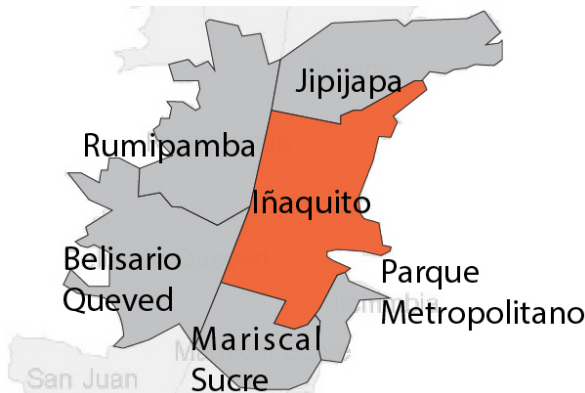 Jipijapa
Rumipamba
Iñaquito
Belisario
Queved
Parque
Metropolitano
Mariscal
Sucre
San Juan